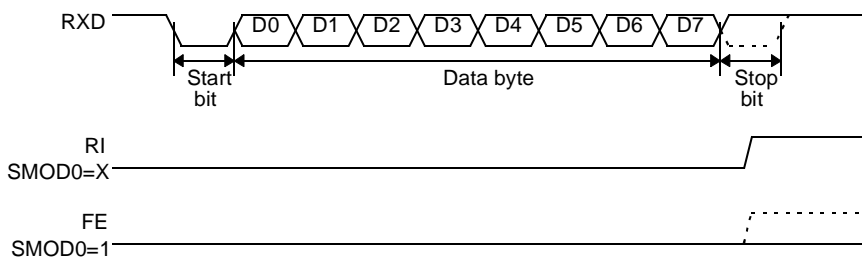 RXD
D0 D1 D2 D3 D4 D5 D6 D7
Start
bit
Data byte
Stop
bit
RI
SMOD0=X
FE
SMOD0=1